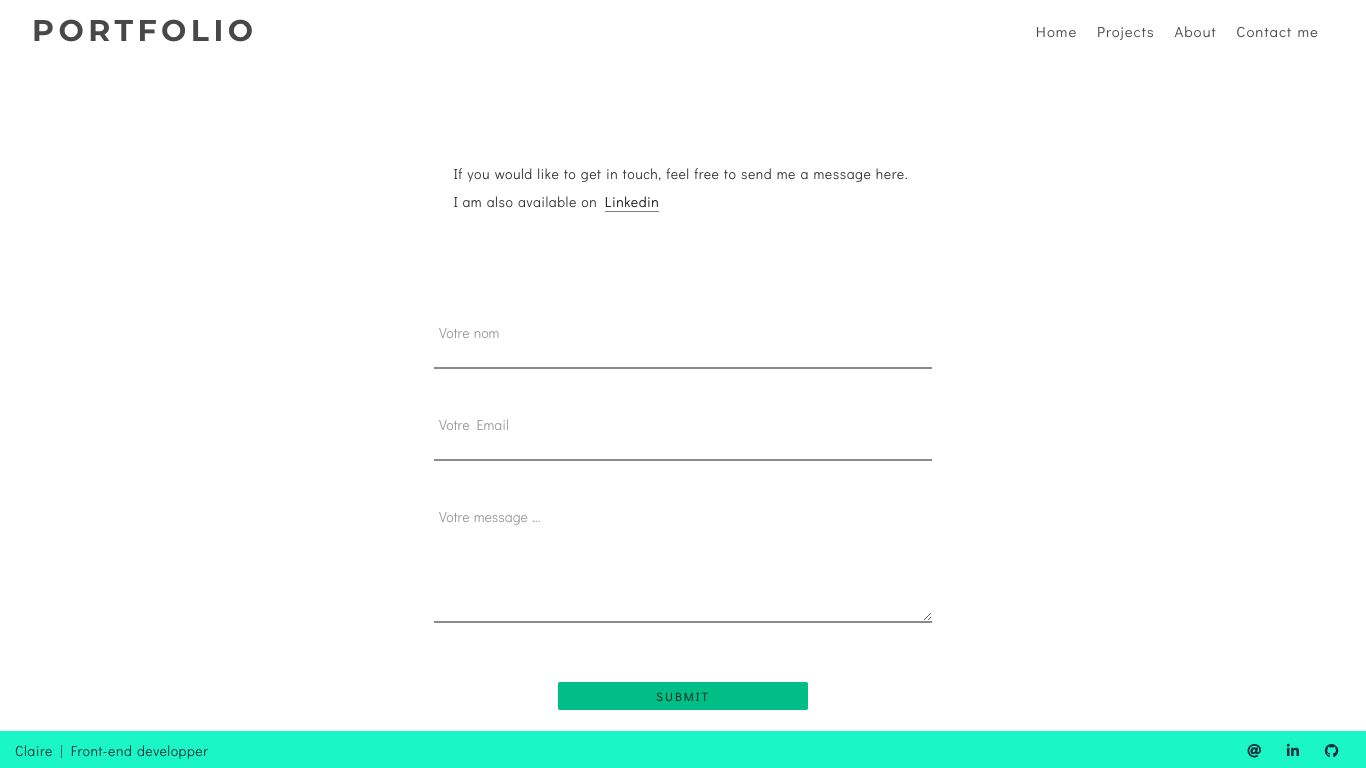 PORTFOLIO
Home Projects About Contact me
If you would like to get in touch, feel free to send me a message here.
I am also available on Linkedin
Votre nom
Votre Email
Votre message ...
SUBMIT
Claire | Front-end developper